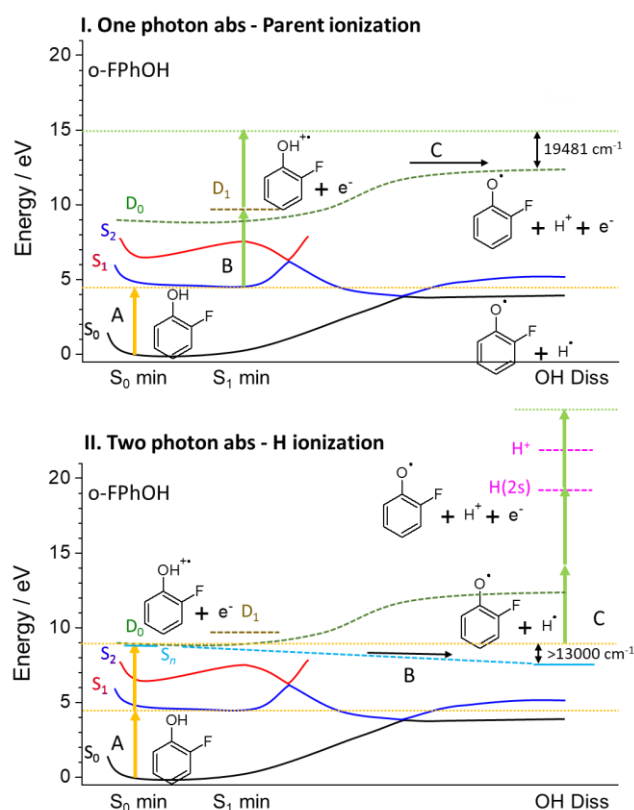 I. One photon abs - Parent ionization
20
o-FPhOH
15
OH+•
F
+ e-
C
19481 cm-1
D1
10
D0
O•
F
+ H+ + e-
S2
S1
B
5
A
OH
F
S0
O•
F
+ H•
0
Energy / eV
S0 min
S1 min
OH Diss
II. Two photon abs - H ionization
H+
20
o-FPhOH
O•
F
+ H+ + e-
H(2s)
15
OH+•
F
+ e-
D1
O•
F
+ H•
C
10
D0
Sn
>13000 cm-1
S2
B
S1
5
A
OH
F
S0
0
Energy / eV
S0 min
S1 min
OH Diss